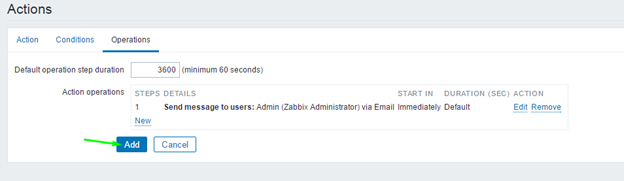 Actions
Action Conditions Operations
Default operation step duration 3600 (minimum 60 seconds)
Action operations STEPS DETAILS START IN DURATION (SEC) ACTION
1 Send message to users: Admin (Zabbix Administrator) via Email Immediately Default Edit Remove
New
Add Cancel